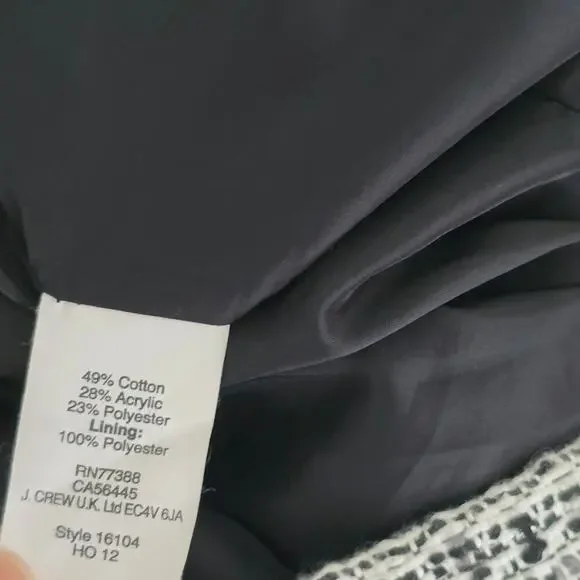 49% Cotton
28% Acrylic
23% Polyester
Lining:
100% Polyester
RN77388
CA56445
J. CREW U.K. Ltd EC4V 6JA
Style 16104
HO 12